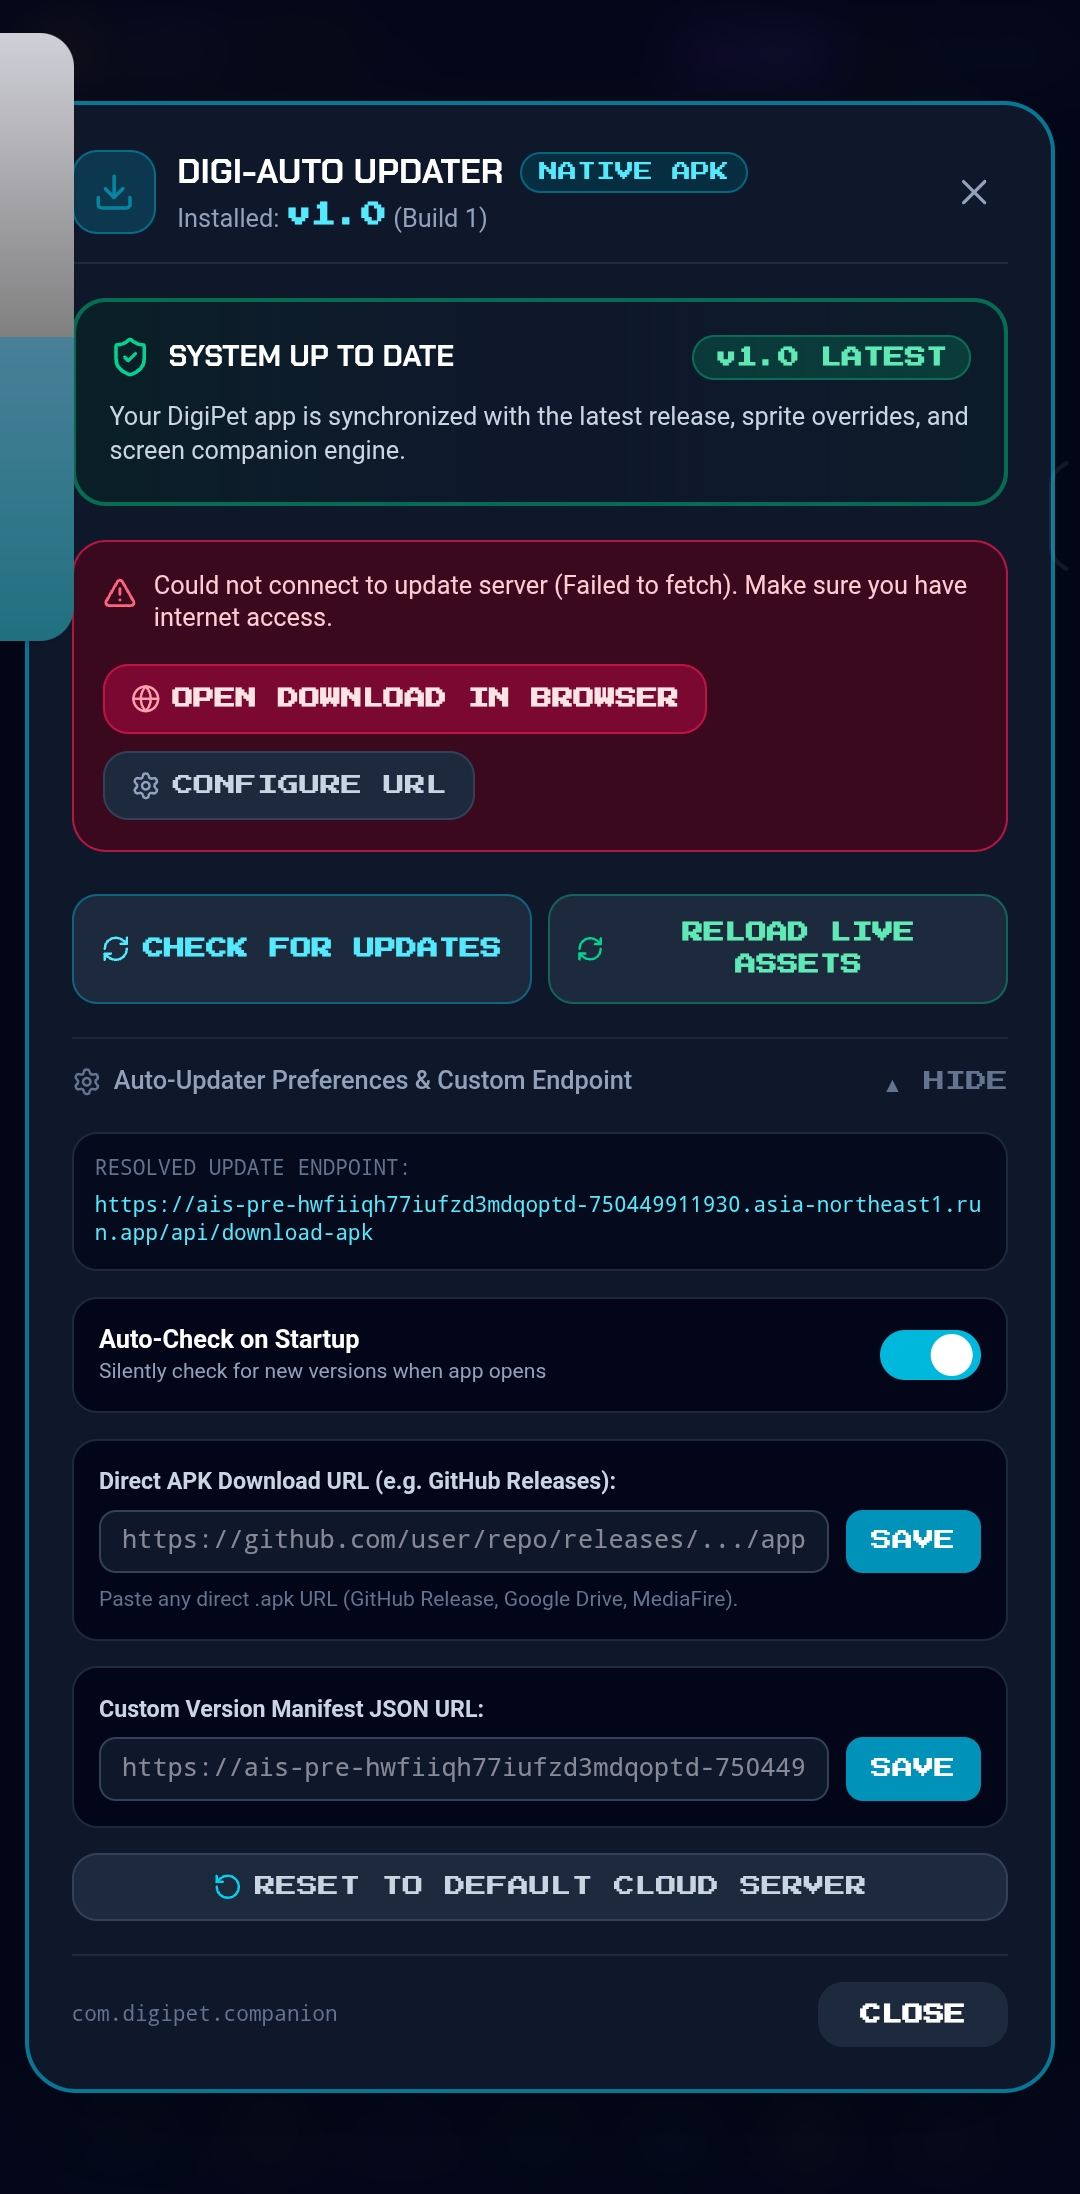 DIGI-AUTO UPDATER NATIVE APK
Installed: v1.0 (Build 1)
SYSTEM UP TO DATE v1.0 LATEST
Your DigiPet app is synchronized with the latest release, sprite overrides, and
screen companion engine.
Could not connect to update server (Failed to fetch). Make sure you have
internet access.
OPEN DOWNLOAD IN BROWSER
CONFIGURE URL
CHECK FOR UPDATES
RELOAD LIVE
ASSETS
Auto-Updater Preferences & Custom Endpoint ▲ HIDE
RESOLVED UPDATE ENDPOINT:
https://ais-pre-hwfiiqh77iufzd3mdqoptd-750449911930.asia-northeast1.ru
n.app/api/download-apk
Auto-Check on Startup
Silently check for new versions when app opens
Direct APK Download URL (e.g. GitHub Releases):
https://github.com/user/repo/releases/.../app SAVE
Paste any direct .apk URL (GitHub Release, Google Drive, MediaFire).
Custom Version Manifest JSON URL:
https://ais-pre-hwfiiqh77iufzd3mdqoptd-750449 SAVE
RESET TO DEFAULT CLOUD SERVER
com.digipet.companion CLOSE